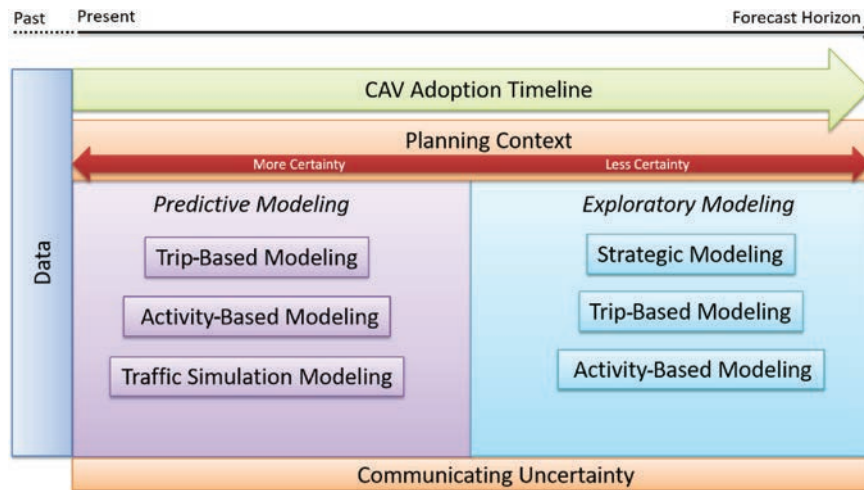 Past
Present
Forecast Horizon
CAV Adoption Timeline
Planning Context
More Certainty
Less Certainty
Data
Predictive Modeling
Trip-Based Modeling
Activity-Based Modeling
Traffic Simulation Modeling
Exploratory Modeling
Strategic Modeling
Trip-Based Modeling
Activity-Based Modeling
Communicating Uncertainty